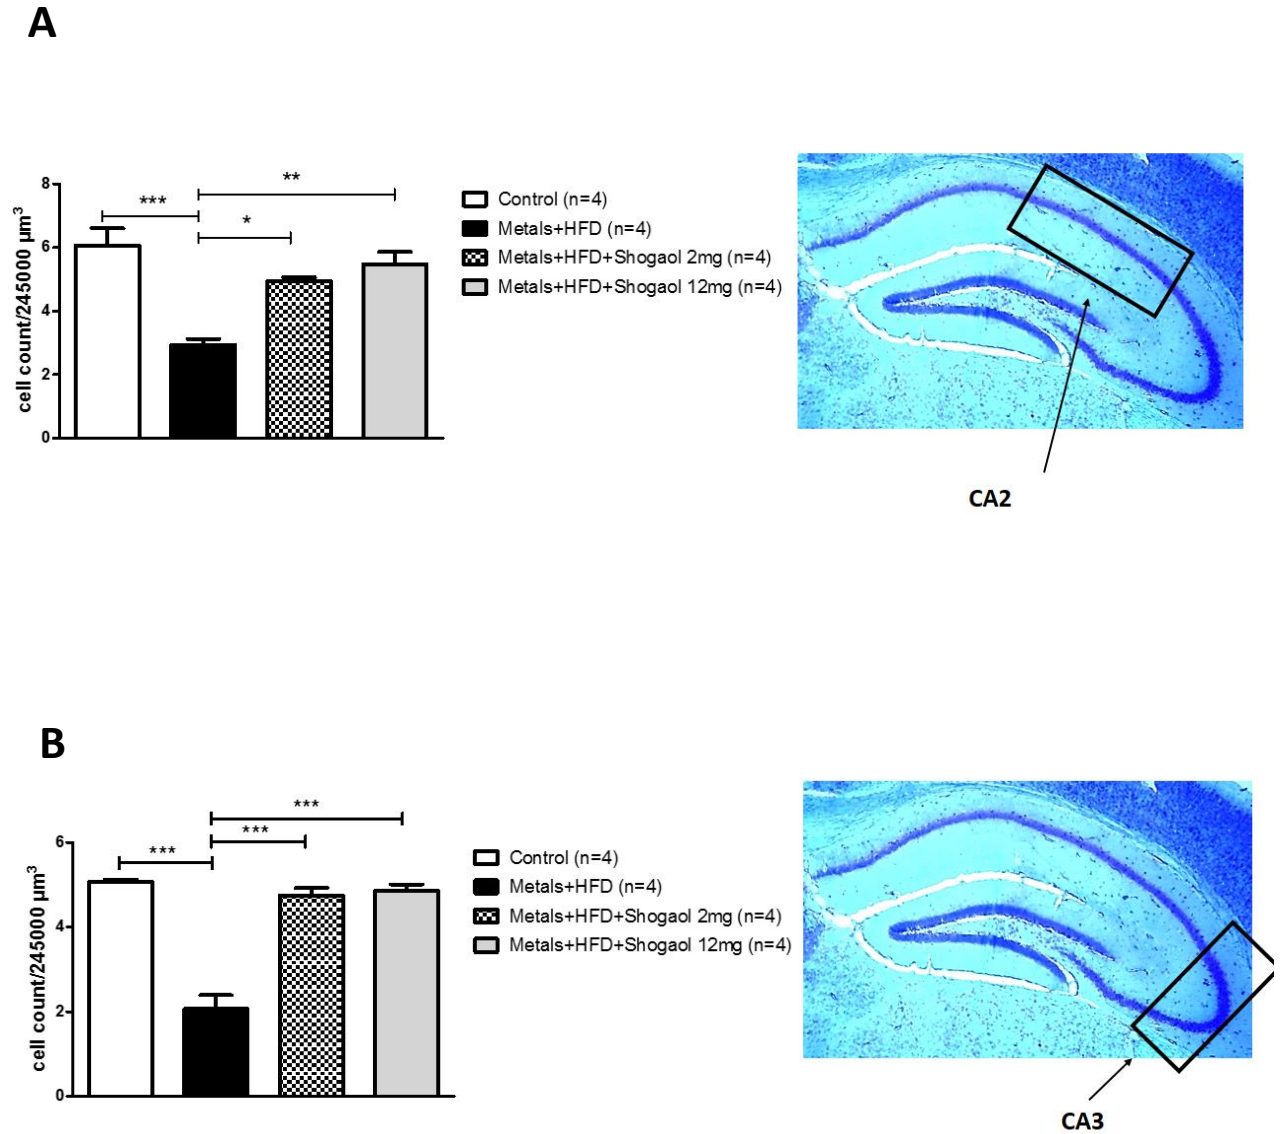 A
8
6
4
2
0
cell count/245000 µm³
***
**
*
Control (n=4)
Metals+HFD (n=4)
Metals+HFD+Shogaol 2mg (n=4)
Metals+HFD+Shogaol 12mg (n=4)
CA2
B
6
4
2
0
cell count/245000 µm³
***
***
***
Control (n=4)
Metals+HFD (n=4)
Metals+HFD+Shogaol 2mg (n=4)
Metals+HFD+Shogaol 12mg (n=4)
CA3